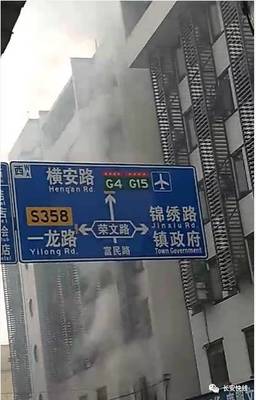 西
横安路
Heng'an Rd.
G4 G15
S358
一龙路
Yilong Rd.
荣文路
富民路
锦绣路
Jinxiu Rd
镇政府
Town Government
长安快线